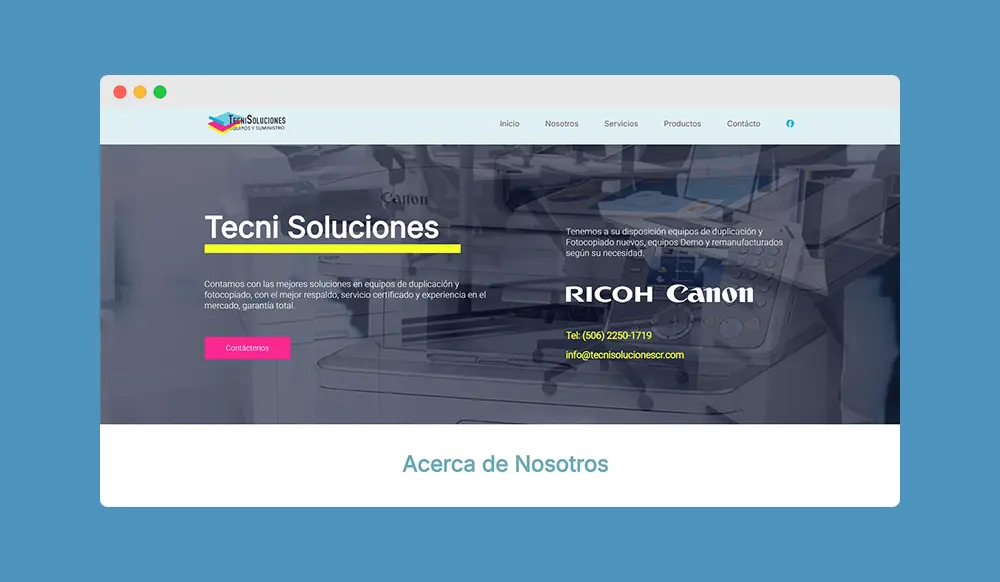 TECNISOLUCIONES
EQUIPOS Y SUMINISTRO
Inicio
Nosotros
Servicios
Productos
Contácto
Canon
Tecni Soluciones
Contamos con las mejores soluciones en equipos de duplicación y
fotocopiado, con el mejor respaldo, servicio certificado y experiencia en el
mercado, garantía total.
Contáctenos
Tenemos a su disposición equipos de duplicación y
Fotocopiado nuevos, equipos Demo y remanufacturados
según su necesidad.
RICOH Canon
Tel: (506) 2250-1719
info@tecnisolucionescr.com
Canon
Acerca de Nosotros